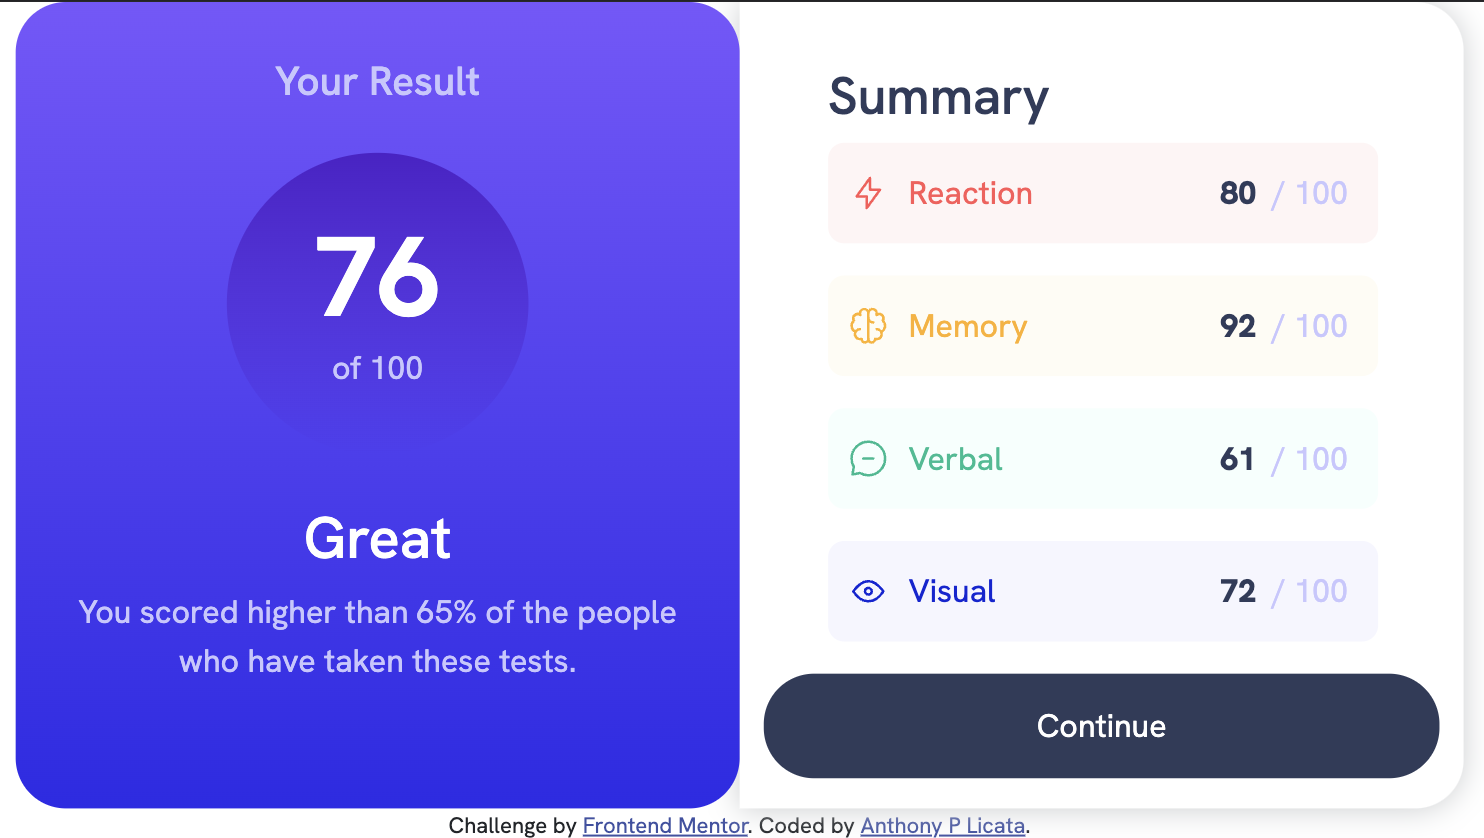 Your Result
76
of 100
Great
You scored higher than 65% of the people
who have taken these tests.
Summary
Reaction 80 / 100
Memory 92 / 100
Verbal 61 / 100
Visual 72 / 100
Continue
Challenge by Frontend Mentor. Coded by Anthony P Licata.